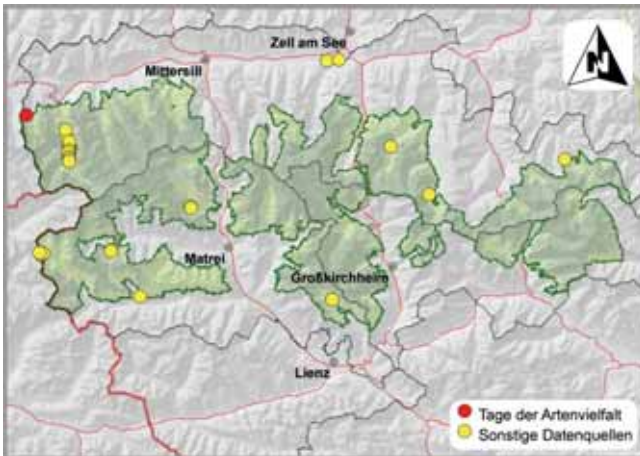 Zell am See
Mittersill
N
Matrei
Großkirchheim
Lienz
Tage der Artenvielfalt
Sonstige Datenquellen